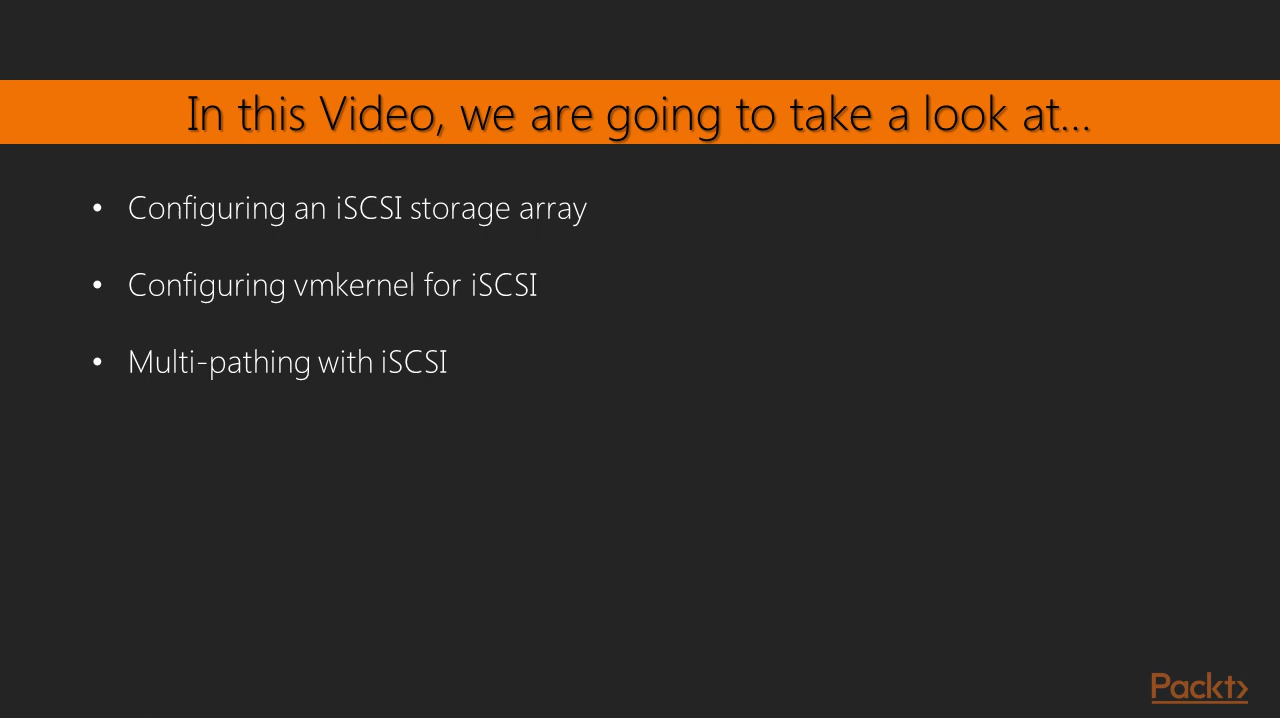 In this Video, we are going to take a look at...
• Configuring an iSCSI storage array
• Configuring vmkernel for iSCSI
• Multi-pathing with iSCSI
Packt>